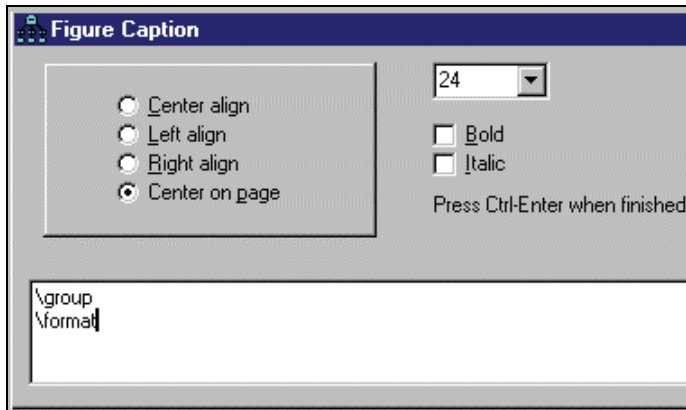 Figure Caption
Center align
Left align
Right align
Center on page
24
Bold
Italic
Press Ctrl-Enter when finished
\group
\format